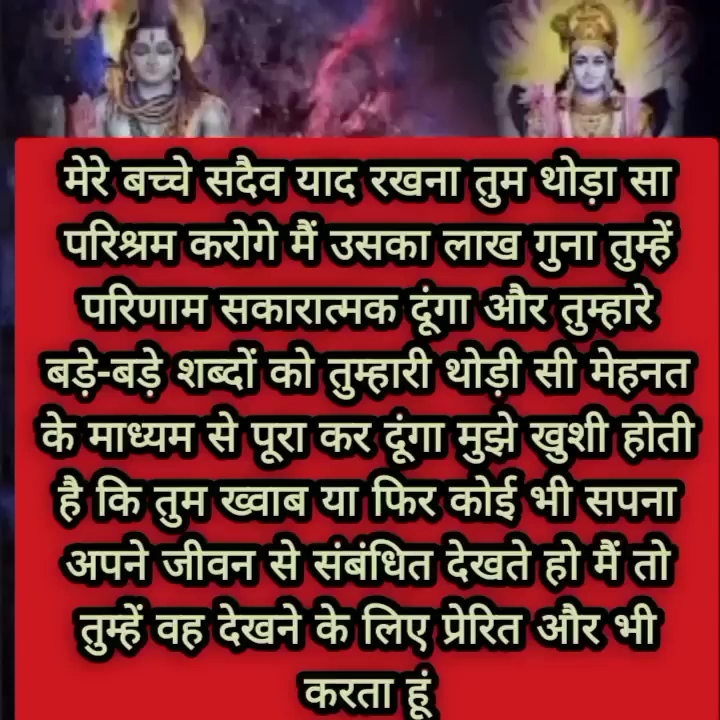 मेरे बच्चे सदैव याद रखना तुम थोड़ा सा
परिश्रम करोगे मैं उसका लाख गुना तुम्हें
परिणाम सकारात्मक दूंगा और तुम्हारे
बड़े-बड़े शब्दों को तुम्हारी थोड़ी सी मेहनत
के माध्यम से पूरा कर दूंगा मुझे खुशी होती
है कि तुम ख्वाब या फिर कोई भी सपना
अपने जीवन से संबंधित देखते हो मैं तो
तुम्हें वह देखने के लिए प्रेरित और भी
करता हूं